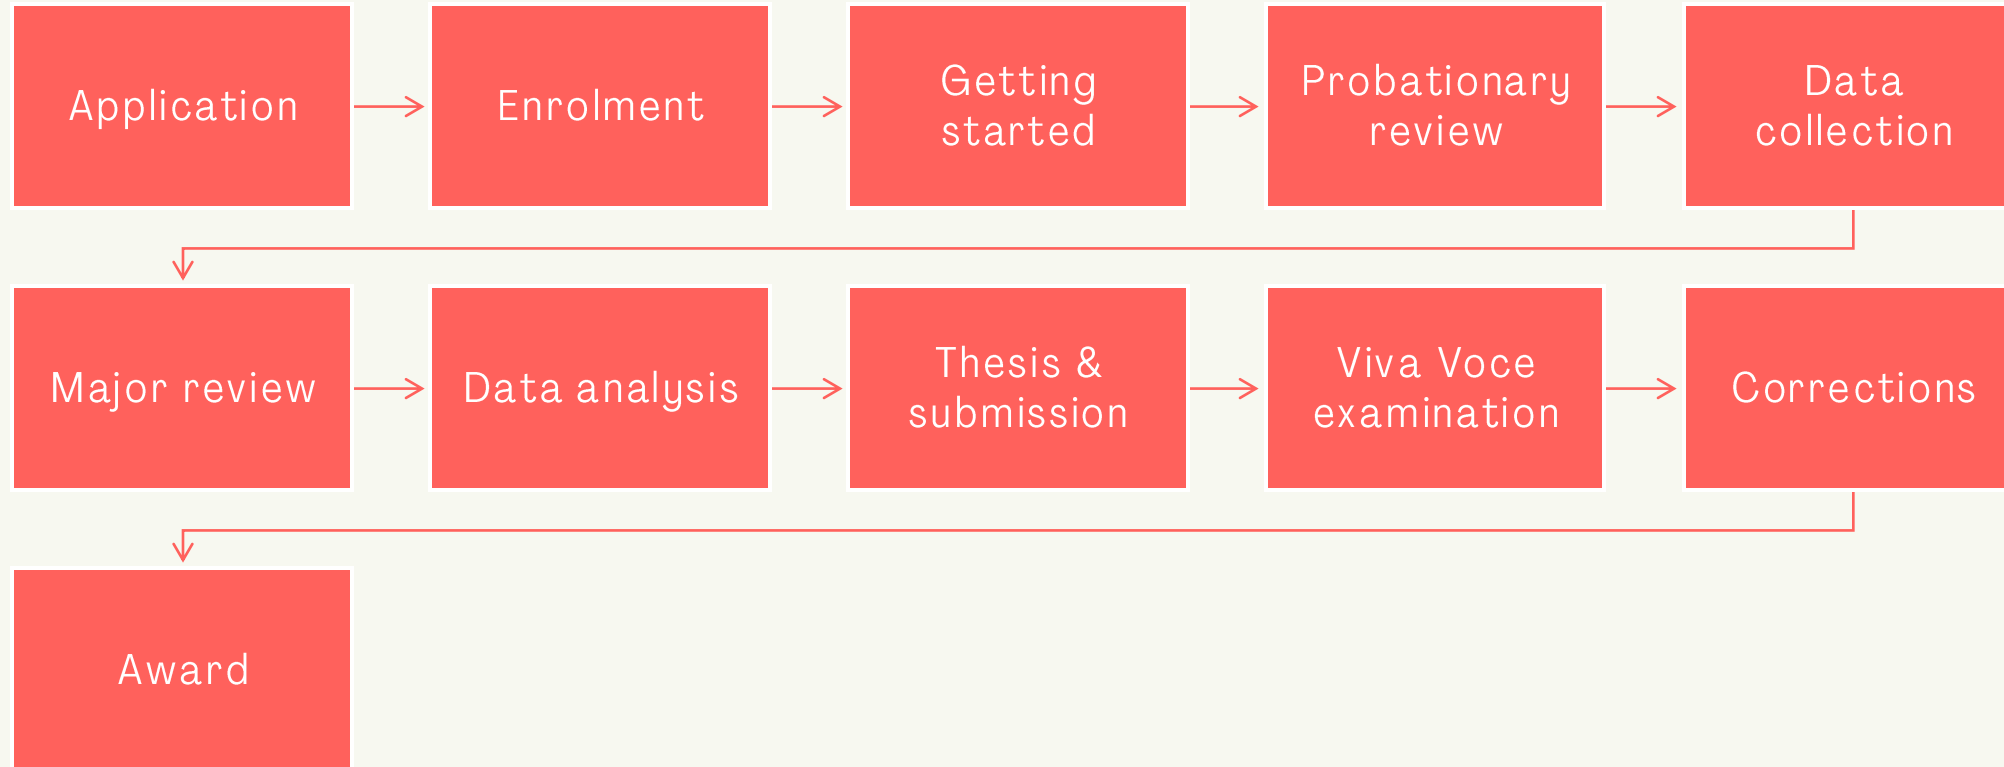 Application
Enrolment
Getting
started
Probationary
review
Data
collection
Major review
Data analysis
Thesis &
submission
Viva Voce
examination
Corrections
Award